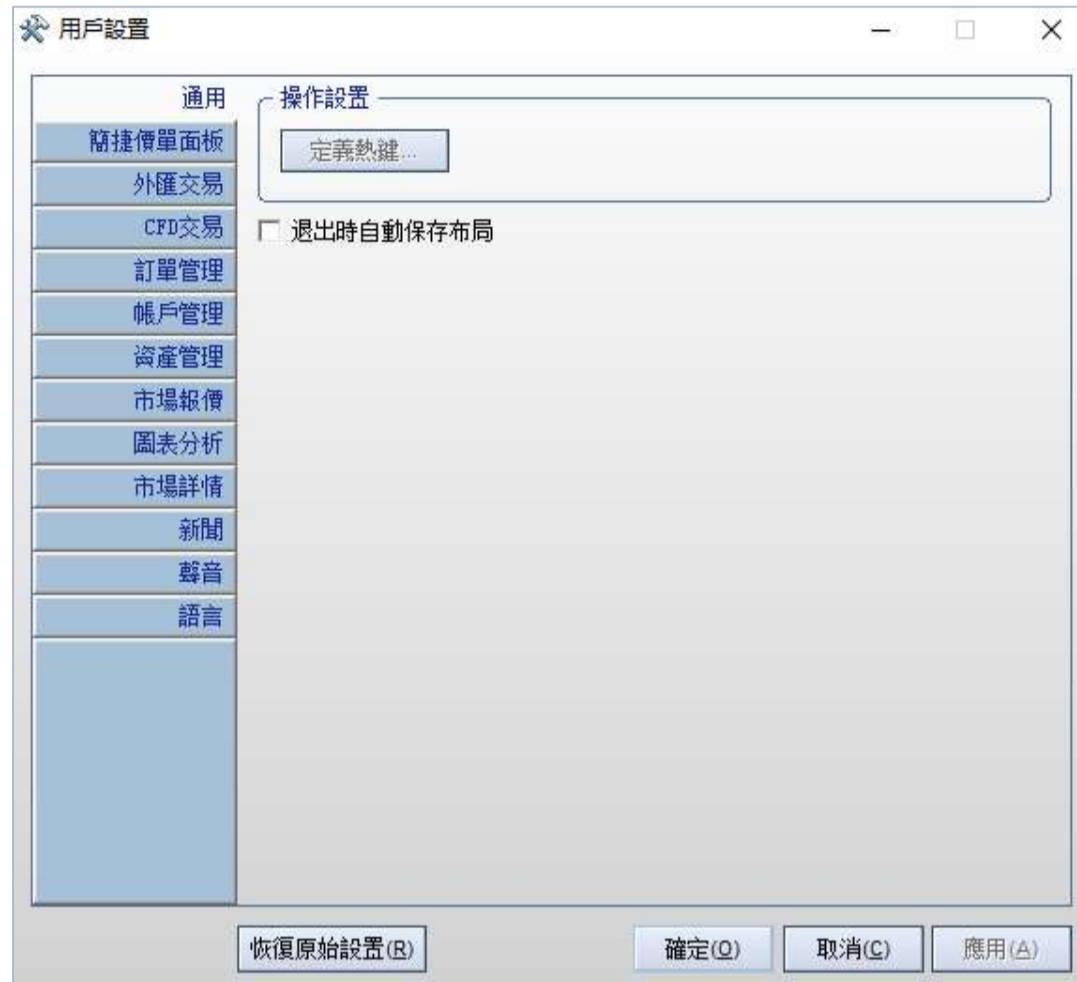 用戶設置
通用
簡捷價單面板
外匯交易
CFD交易
訂單管理
帳戶管理
資產管理
市場報價
圖表分析
市場詳情
新聞
聲音
語言
操作設置
定義熱鍵...
退出時自動保存布局
恢復原始設置(R)
確定(O)
取消(C)
應用(A)